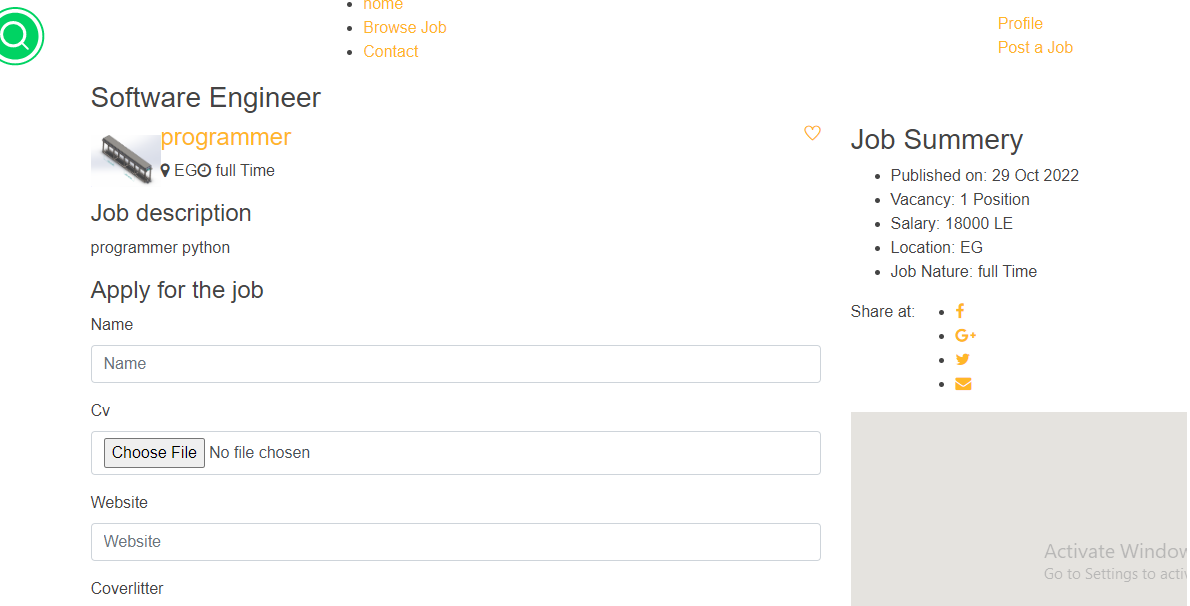 home
Browse Job
Contact
Profile
Post a Job
Software Engineer
programmer
EG full Time
Job description
programmer python
Apply for the job
Name
Name
Cv
Choose File No file chosen
Website
Website
Coverlitter
Job Summery
Published on: 29 Oct 2022
Vacancy: 1 Position
Salary: 18000 LE
Location: EG
Job Nature: full Time
Share at:
G+
Activate Window
Go to Settings to activ